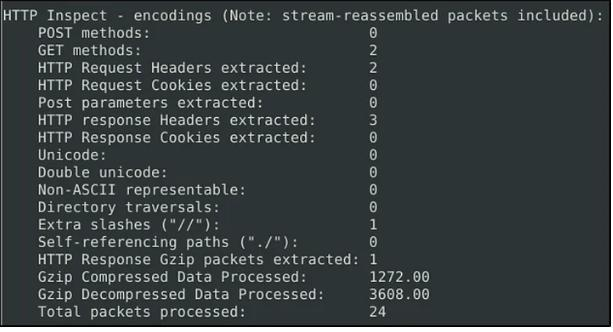 HTTP Inspect - encodings (Note: stream-reassembled packets included):
POST methods: 0
GET methods: 2
HTTP Request Headers extracted: 2
HTTP Request Cookies extracted: 0
Post parameters extracted: 0
HTTP response Headers extracted: 3
HTTP Response Cookies extracted: 0
Unicode: 0
Double unicode: 0
Non-ASCII representable: 0
Directory traversals: 0
Extra slashes ("//"): 1
Self-referencing paths ("./"): 0
HTTP Response Gzip packets extracted: 1
Gzip Compressed Data Processed: 1272.00
Gzip Decompressed Data Processed: 3608.00
Total packets processed: 24